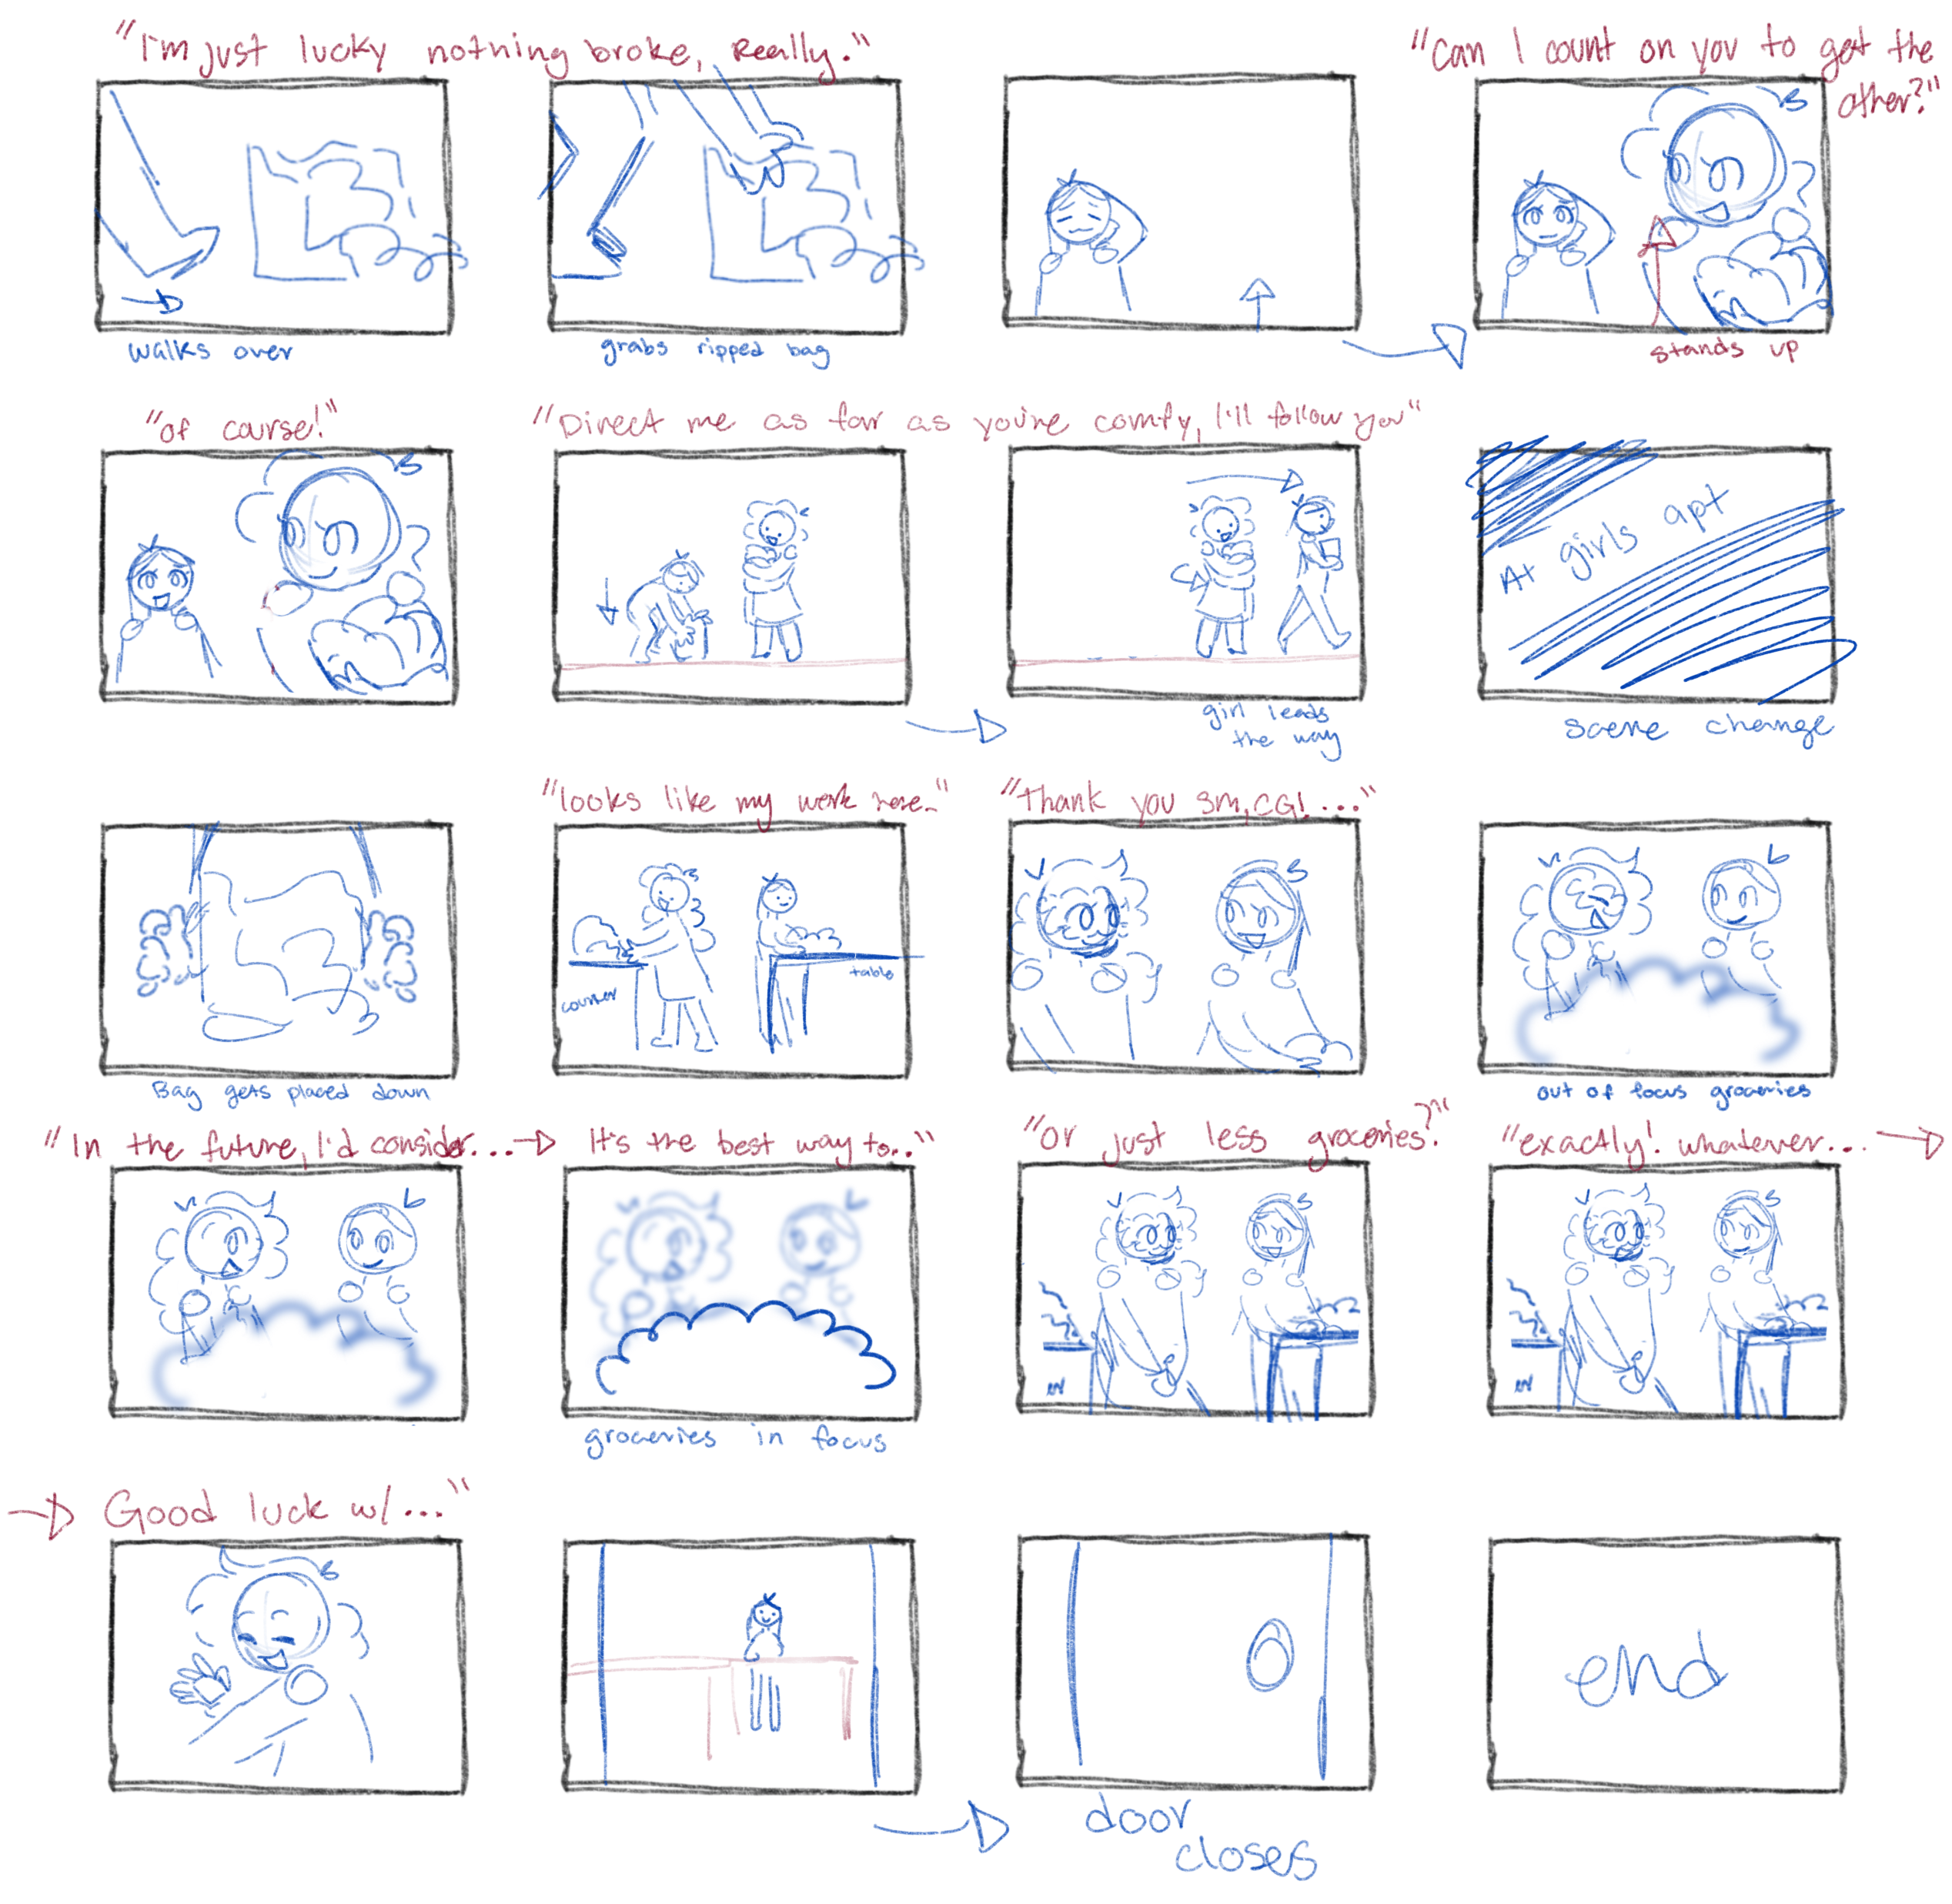 "I'm just lucky nothing broke, Really."
"Can I count on you to get the
other?"
walks over
grabs ripped bag
stands up
"Of course!"
"Direct me as far as you're comfy, I'll follow you"
At girls apt
girl leads
the way
scene change
"looks like my work here.."
"Thank you sm, CG!..."
counter
table
Bag gets placed down
out of focus groceries
"In the future, I'd consider...
It's the best way to.."
"Or just less groceries?"
"exactly! whatever...
groceries in focus
Good luck w/..."
end
door
closes